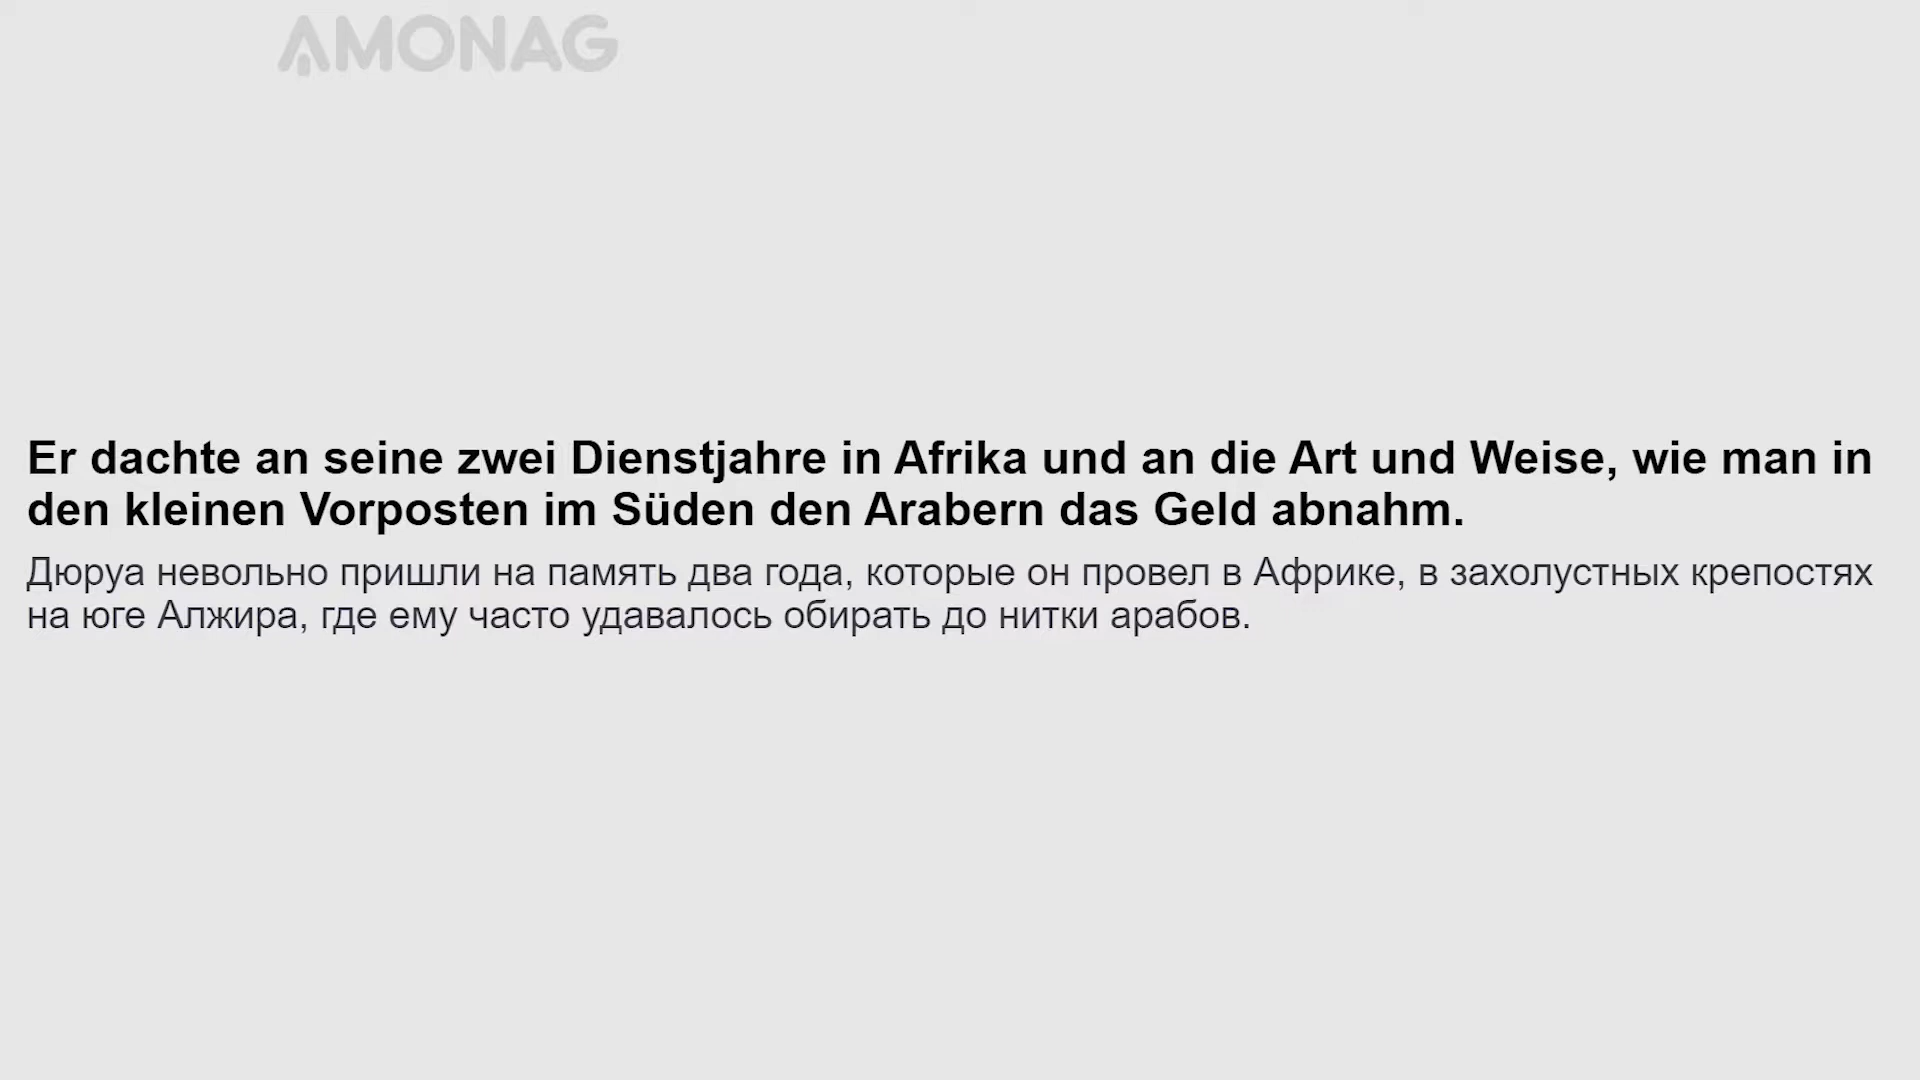 AMONAG
Er dachte an seine zwei Dienstjahre in Afrika und an die Art und Weise, wie man in
den kleinen Vorposten im Süden den Arabern das Geld abnahm.
Дюруа невольно пришли на память два года, которые он провел в Африке, в захолустных крепостях
на юге Алжира, где ему часто удавалось обирать до нитки арабов.